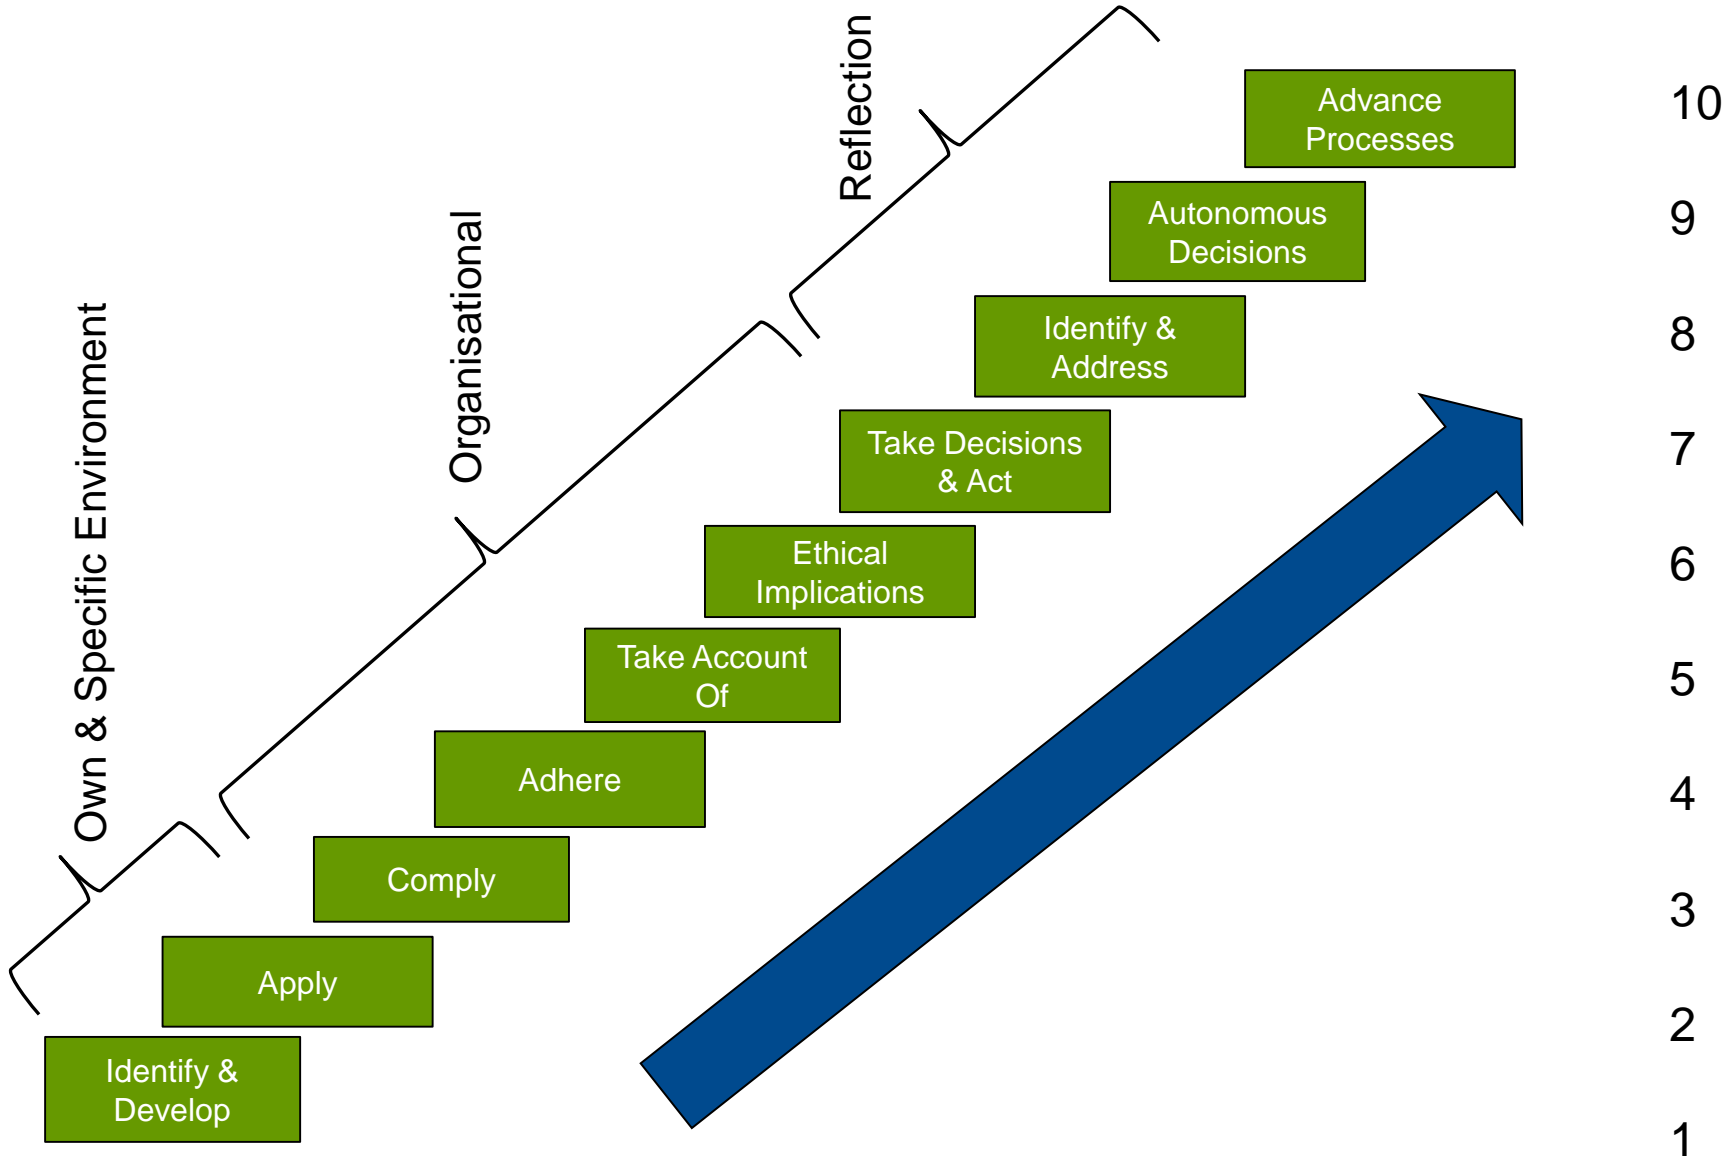 Own & Specific Environment
Organisational
Reflection
Advance
Processes
10
Autonomous
Decisions
9
Identify &
Address
8
Take Decisions
& Act
7
Ethical
Implications
6
Take Account
Of
5
Adhere
4
Comply
3
Apply
2
Identify &
Develop
1